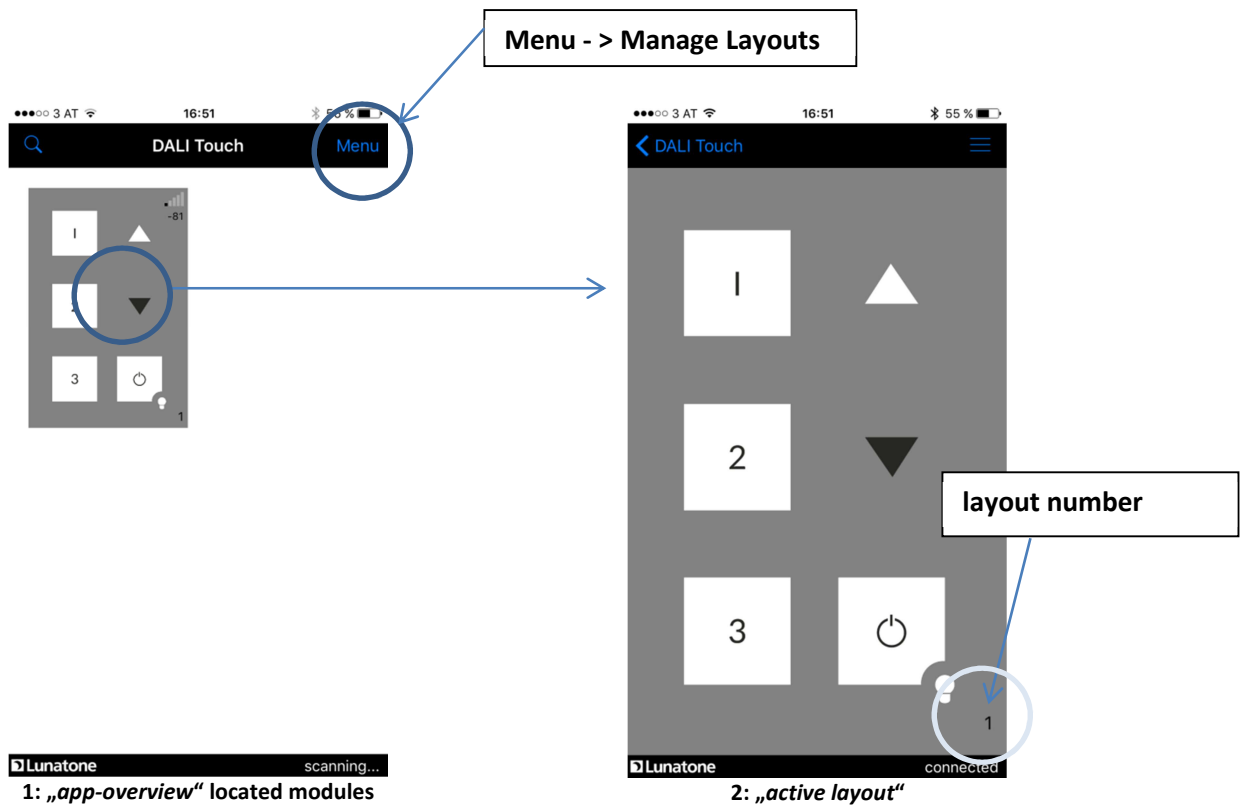 Menu - > Manage Layouts
3 AT 16:51
DALI Touch Menu
-81
I
2
3
1
Lunatone scanning...
1: „app-overview“ located modules
3 AT 16:51 55 %
DALI Touch
I
2
layout number
3
1
Lunatone connected
2: „active layout“